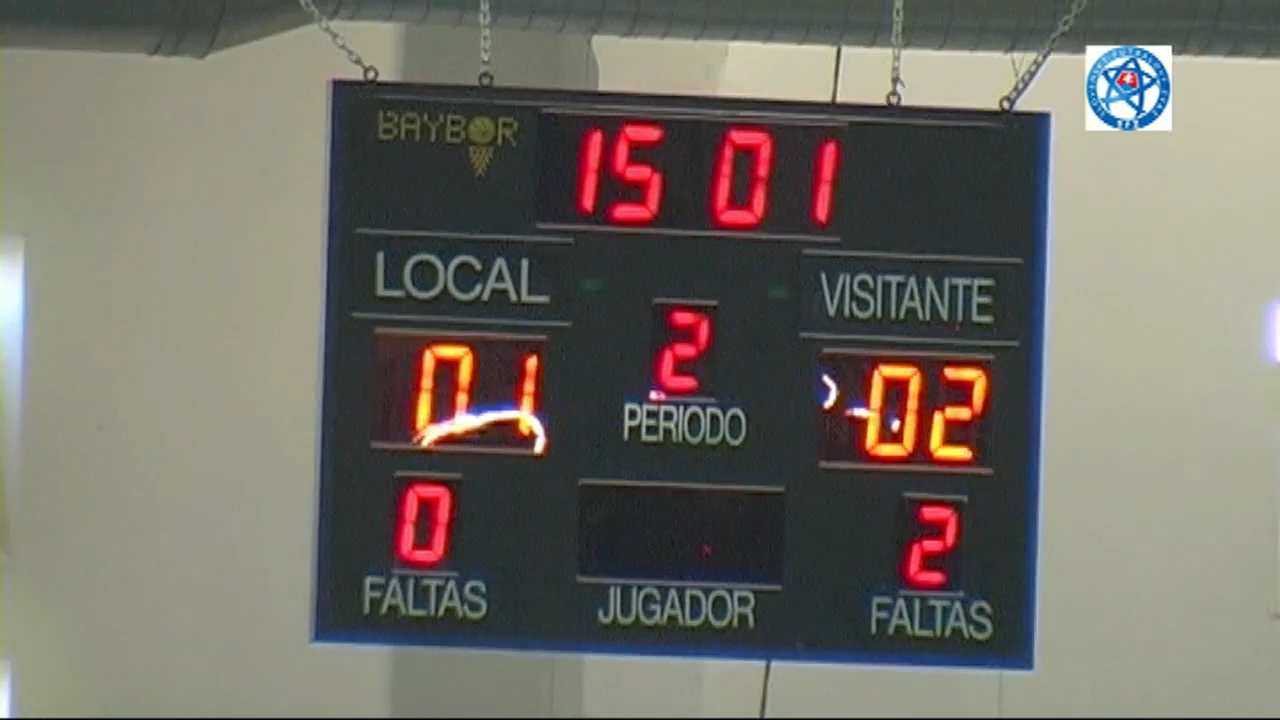 BAYBOR
15 01
LOCAL
VISITANTE
2
01
02
PERIODO
0
2
FALTAS
JUGADOR
FALTAS